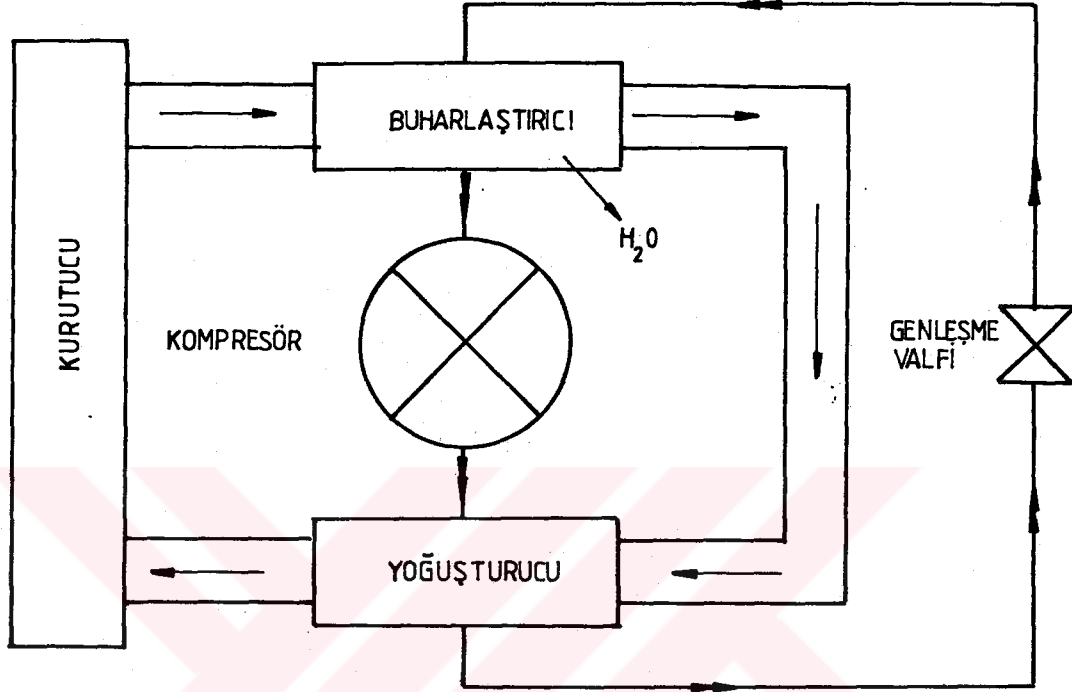 BUHARLAŞTIRICI
H₂O
KURUTUCU
KOMPRESÖR
GENLEŞME
VALFİ
YOĞUŞTURUCU